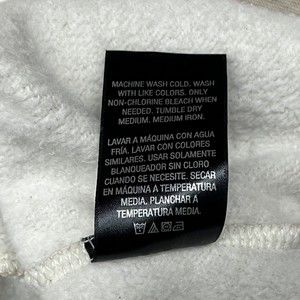 MACHINE WASH COLD. WASH
WITH LIKE COLORS. ONLY
NON-CHLORINE BLEACH WHEN
NEEDED. TUMBLE DRY
MEDIUM. MEDIUM IRON.
LAVAR A MÁQUINA CON AGUA
FRÍA. LAVAR CON COLORES
SIMILARES. USAR SOLAMENTE
BLANQUEADOR SIN CLORO
CUANDO SE NECESITE. SECAR
EN MÁQUINA A TEMPERATURA
MEDIA. PLANCHAR A
TEMPERATURA MEDIA.